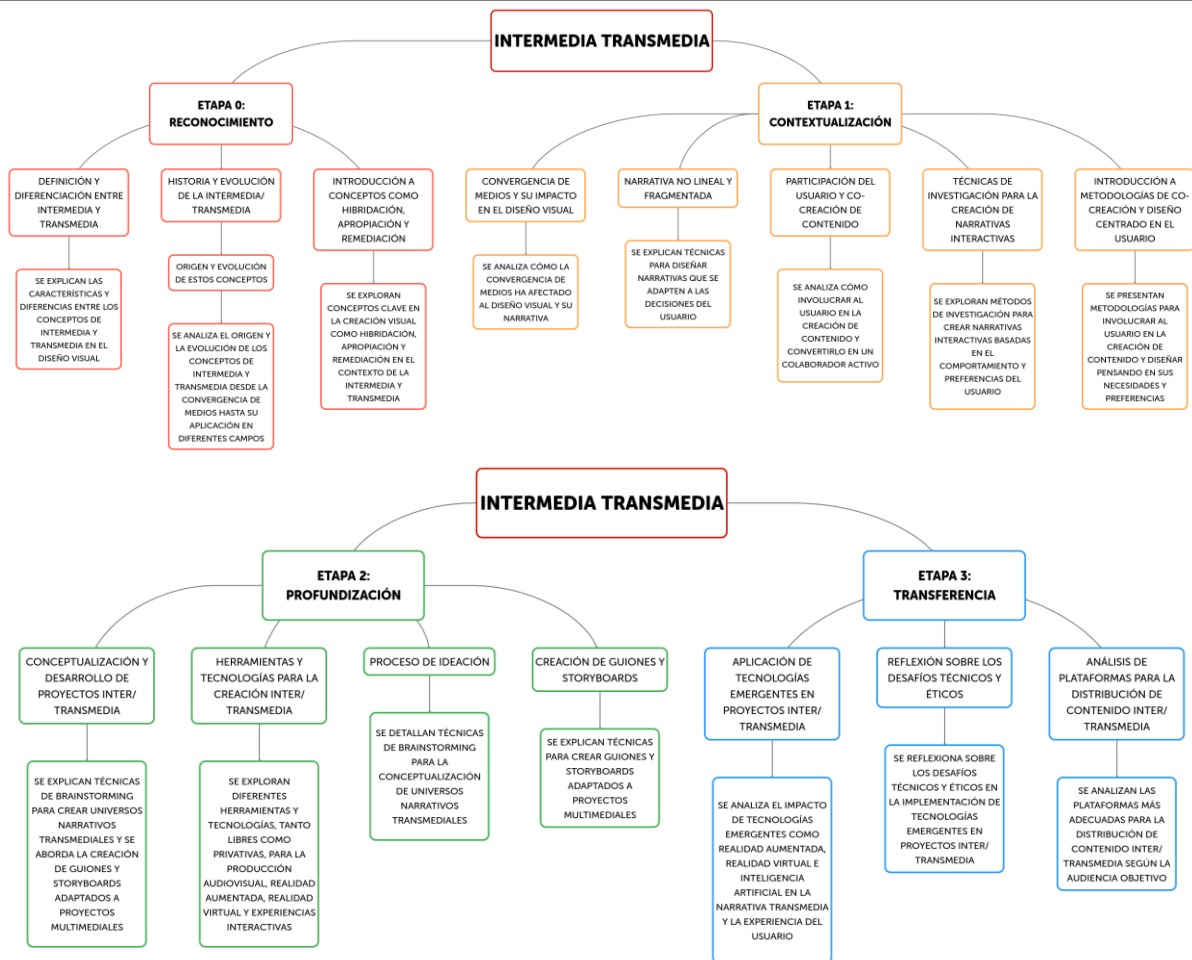 INTERMEDIA TRANSMEDIA
ETAPA 0:
RECONOCIMIENTO
DEFINICIÓN Y
DIFERENCIACIÓN ENTRE
INTERMEDIA Y
TRANSMEDIA
SE EXPLICAN LAS
CARACTERÍSTICAS Y
DIFERENCIAS ENTRE LOS
CONCEPTOS DE
INTERMEDIA Y
TRANSMEDIA EN EL
DISEÑO VISUAL
HISTORIA Y EVOLUCIÓN
DE LA INTERMEDIA/
TRANSMEDIA
ORIGEN Y EVOLUCIÓN
DE ESTOS CONCEPTOS
SE ANALIZA EL ORIGEN Y
LA EVOLUCIÓN DE LOS
CONCEPTOS DE
INTERMEDIA Y
TRANSMEDIA DESDE LA
CONVERGENCIA DE
MEDIOS HASTA SU
APLICACIÓN EN
DIFERENTES CAMPOS
INTRODUCCIÓN A
CONCEPTOS COMO
HIBRIDACIÓN,
APROPIACIÓN Y
REMEDIACIÓN
SE EXPLORAN
CONCEPTOS CLAVE EN
LA CREACIÓN VISUAL
COMO HIBRIDACIÓN,
APROPIACIÓN Y
REMEDIACIÓN EN EL
CONTEXTO DE LA
INTERMEDIA Y
TRANSMEDIA
ETAPA 1:
CONTEXTUALIZACIÓN
CONVERGENCIA DE
MEDIOS Y SU IMPACTO
EN EL DISEÑO VISUAL
SE ANALIZA CÓMO LA
CONVERGENCIA DE
MEDIOS HA AFECTADO
AL DISEÑO VISUAL Y SU
NARRATIVA
NARRATIVA NO LINEAL Y
FRAGMENTADA
SE EXPLICAN TÉCNICAS
PARA DISEÑAR
NARRATIVAS QUE SE
ADAPTEN A LAS
DECISIONES DEL
USUARIO
PARTICIPACIÓN DEL
USUARIO Y CO-
CREACIÓN DE
CONTENIDO
SE ANALIZA CÓMO
INVOLUCRAR AL
USUARIO EN LA
CREACIÓN DE
CONTENIDO Y
CONVERTIRLO EN UN
COLABORADOR ACTIVO
TÉCNICAS DE
INVESTIGACIÓN PARA LA
CREACIÓN DE
NARRATIVAS
INTERACTIVAS
SE EXPLORAN MÉTODOS
DE INVESTIGACIÓN PARA
CREAR NARRATIVAS
INTERACTIVAS BASADAS
EN EL
COMPORTAMIENTO Y
PREFERENCIAS DEL
USUARIO
INTRODUCCIÓN A
METODOLOGÍAS DE CO-
CREACIÓN Y DISEÑO
CENTRADO EN EL
USUARIO
SE PRESENTAN
METODOLOGÍAS PARA
INVOLUCRAR AL
USUARIO EN LA
CREACIÓN DE
CONTENIDO Y DISEÑAR
PENSANDO EN SUS
NECESIDADES Y
PREFERENCIAS
INTERMEDIA TRANSMEDIA
ETAPA 2:
PROFUNDIZACIÓN
CONCEPTUALIZACIÓN Y
DESARROLLO DE
PROYECTOS INTER/
TRANSMEDIA
SE EXPLICAN TÉCNICAS
DE BRAINSTORMING
PARA CREAR UNIVERSOS
NARRATIVOS
TRANSMEDIALES Y SE
ABORDA LA CREACIÓN
DE GUIONES Y
STORYBOARDS
ADAPTADOS A
PROYECTOS
MULTIMEDIALES
HERRAMIENTAS Y
TECNOLOGÍAS PARA LA
CREACIÓN INTER/
TRANSMEDIA
SE EXPLORAN
DIFERENTES
HERRAMIENTAS Y
TECNOLOGÍAS, TANTO
LIBRES COMO
PRIVATIVAS, PARA LA
PRODUCCIÓN
AUDIOVISUAL, REALIDAD
AUMENTADA, REALIDAD
VIRTUAL Y EXPERIENCIAS
INTERACTIVAS
PROCESO DE IDEACIÓN
SE DETALLAN TÉCNICAS
DE BRAINSTORMING
PARA LA
CONCEPTUALIZACIÓN
DE UNIVERSOS
NARRATIVOS
TRANSMEDIALES
CREACIÓN DE GUIONES Y
STORYBOARDS
SE EXPLICAN TÉCNICAS
PARA CREAR GUIONES Y
STORYBOARDS
ADAPTADOS A
PROYECTOS
MULTIMEDIALES
ETAPA 3:
TRANSFERENCIA
APLICACIÓN DE
TECNOLOGÍAS
EMERGENTES EN
PROYECTOS INTER/
TRANSMEDIA
SE ANALIZA EL IMPACTO
DE TECNOLOGÍAS
EMERGENTES COMO
REALIDAD AUMENTADA,
REALIDAD VIRTUAL E
INTELIGENCIA
ARTIFICIAL EN LA
NARRATIVA TRANSMEDIA
Y LA EXPERIENCIA DEL
USUARIO
REFLEXIÓN SOBRE LOS
DESAFÍOS TÉCNICOS Y
ÉTICOS
SE REFLEXIONA SOBRE
LOS DESAFÍOS
TÉCNICOS Y ÉTICOS EN
LA IMPLEMENTACIÓN DE
TECNOLOGÍAS
EMERGENTES EN
PROYECTOS INTER/
TRANSMEDIA
ANÁLISIS DE
PLATAFORMAS PARA LA
DISTRIBUCIÓN DE
CONTENIDO INTER/
TRANSMEDIA
SE ANALIZAN LAS
PLATAFORMAS MÁS
ADECUADAS PARA LA
DISTRIBUCIÓN DE
CONTENIDO INTER/
TRANSMEDIA SEGÚN LA
AUDIENCIA OBJETIVO